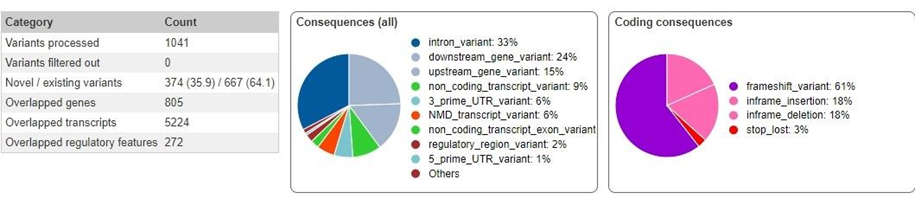 Category Count
Variants processed 1041
Variants filtered out 0
Novel / existing variants 374 (35.9) / 667 (64.1)
Overlapped genes 805
Overlapped transcripts 5224
Overlapped regulatory features 272
Consequences (all)
intron_variant: 33%
downstream_gene_variant: 24%
upstream_gene_variant: 15%
non_coding_transcript_variant: 9%
3_prime_UTR_variant: 6%
NMD_transcript_variant: 6%
non_coding_transcript_exon_variant
regulatory_region_variant: 2%
5_prime_UTR_variant: 1%
Others
Coding consequences
frameshift_variant: 61%
inframe_insertion: 18%
inframe_deletion: 18%
stop_lost: 3%